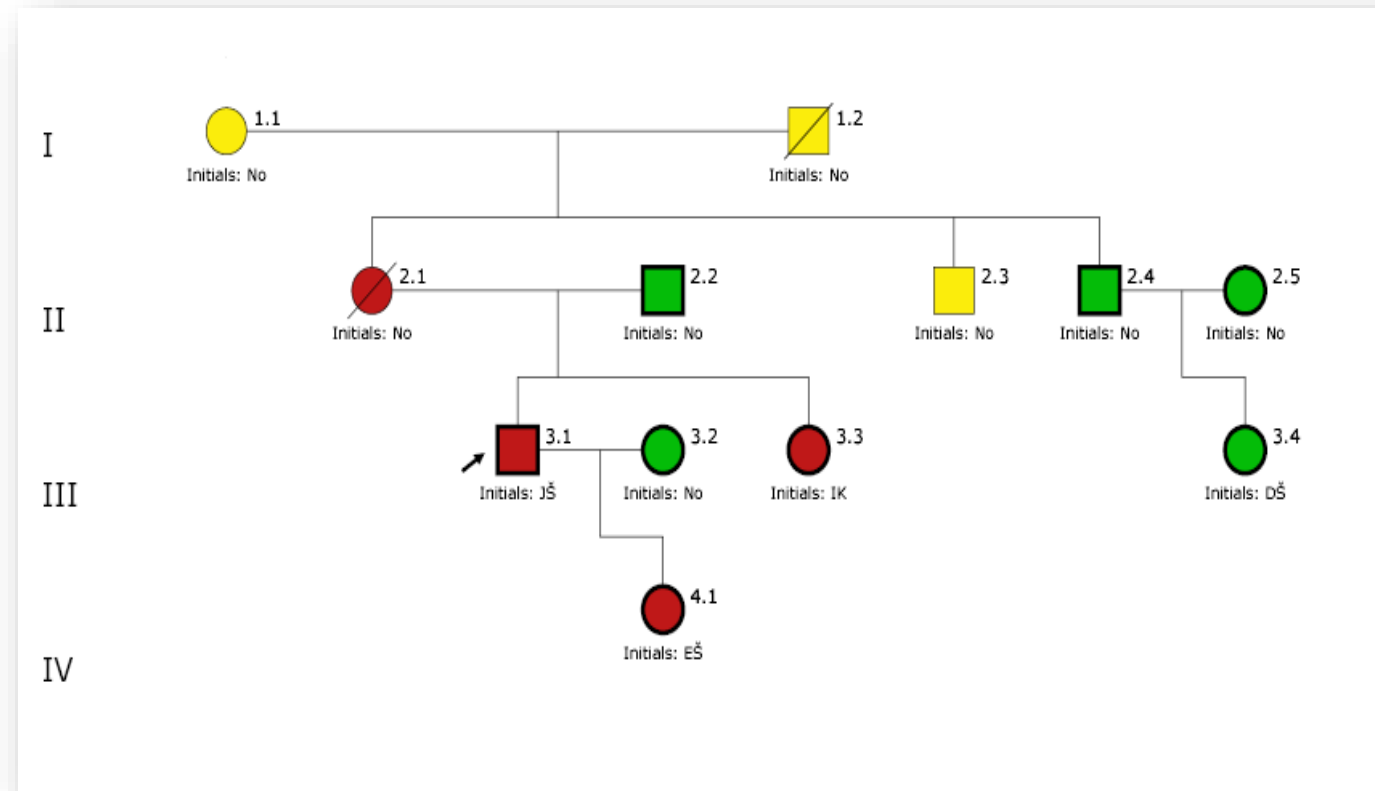 1.1
1.2
I
Initials: No
Initials: No
2.1
2.2
2.3
2.4
2.5
II
Initials: No
Initials: No
Initials: No
Initials: No
Initials: No
3.1
3.2
3.3
3.4
Initials: JŠ
Initials: No
Initials: IK
Initials: DŠ
III
4.1
Initials: EŠ
IV